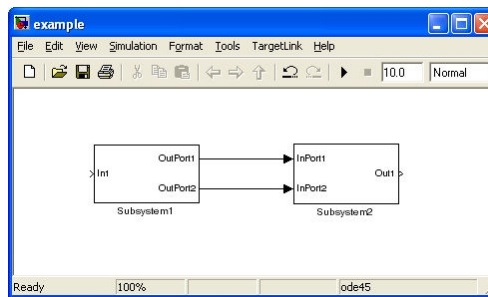 example
File Edit View Simulation Format Tools TargetLink Help
10.0 Normal
In1 OutPort1 InPort1 Out1
OutPort2 InPort2
Subsystem1 Subsystem2
Ready 100% ode45